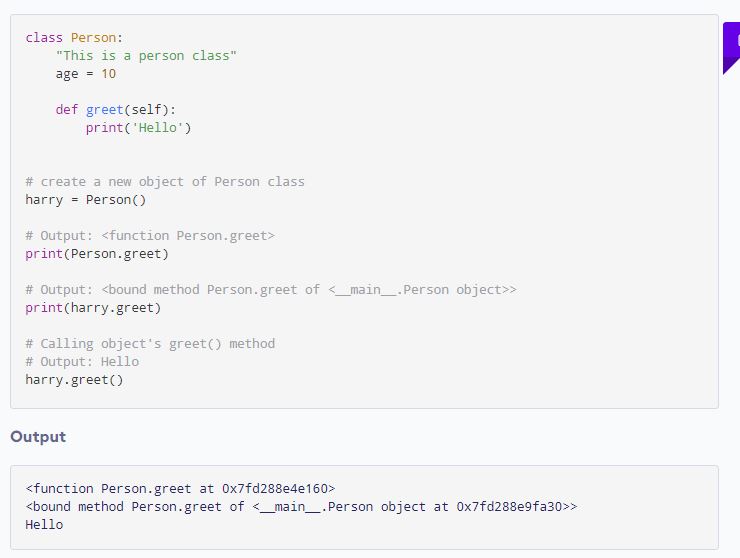 class Person:
    "This is a person class"
    age = 10

    def greet(self):
        print('Hello')


# create a new object of Person class
harry = Person()

# Output: <function Person.greet>
print(Person.greet)

# Output: <bound method Person.greet of <__main__.Person object>>
print(harry.greet)

# Calling object's greet() method
# Output: Hello
harry.greet()

Output

<function Person.greet at 0x7fd288e4e160>
<bound method Person.greet of <__main__.Person object at 0x7fd288e9fa30>>
Hello